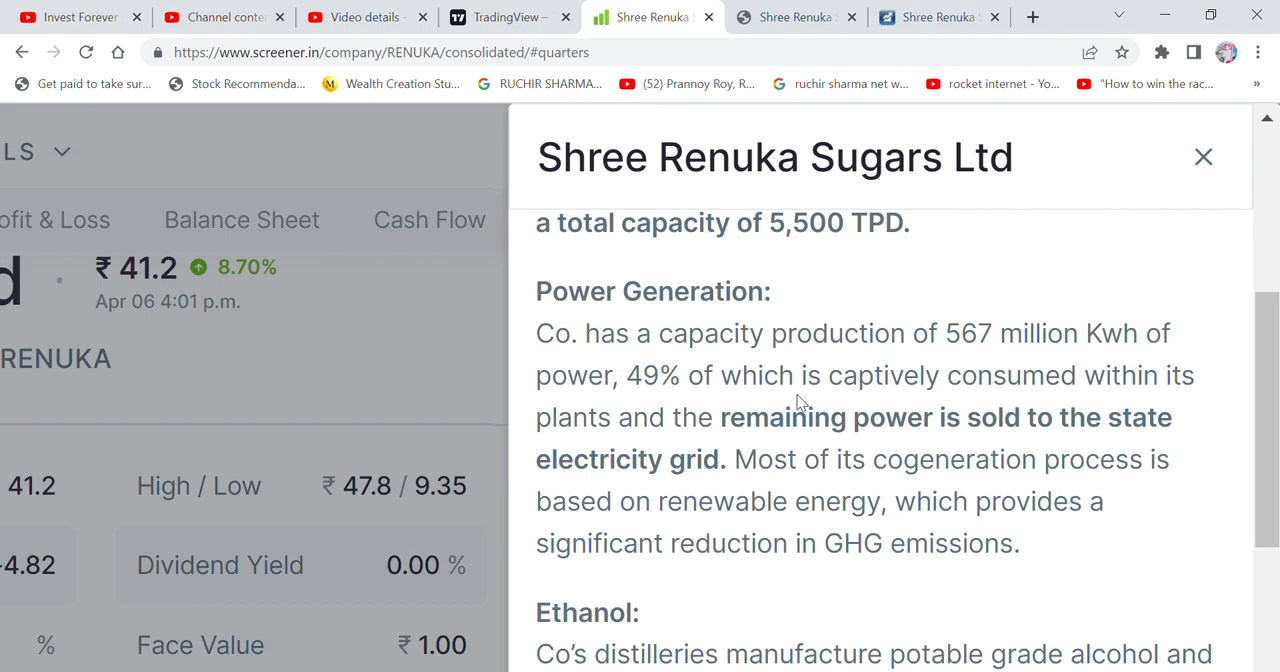 Invest Forever
Channel conte
Video details -
TradingView –
Shree Renuka S
Shree Renuka S
Shree Renuka S
https://www.screener.in/company/RENUKA/consolidated/#quarters
Get paid to take sur...
Stock Recommenda...
Wealth Creation Stu...
RUCHIR SHARMA...
(52) Prannoy Roy, R...
ruchir sharma net w...
rocket internet - Yo...
"How to win the rac...
»
LS
ofit & Loss
Balance Sheet
Cash Flow
d
₹ 41.2
8.70%
Apr 06 4:01 p.m.
RENUKA
41.2
High / Low
₹ 47.8 / 9.35
-4.82
Dividend Yield
0.00 %
%
Face Value
₹ 1.00
Shree Renuka Sugars Ltd
a total capacity of 5,500 TPD.
Power Generation:
Co. has a capacity production of 567 million Kwh of
power, 49% of which is captively consumed within its
plants and the remaining power is sold to the state
electricity grid. Most of its cogeneration process is
based on renewable energy, which provides a
significant reduction in GHG emissions.
Ethanol:
Co's distilleries manufacture potable grade alcohol and